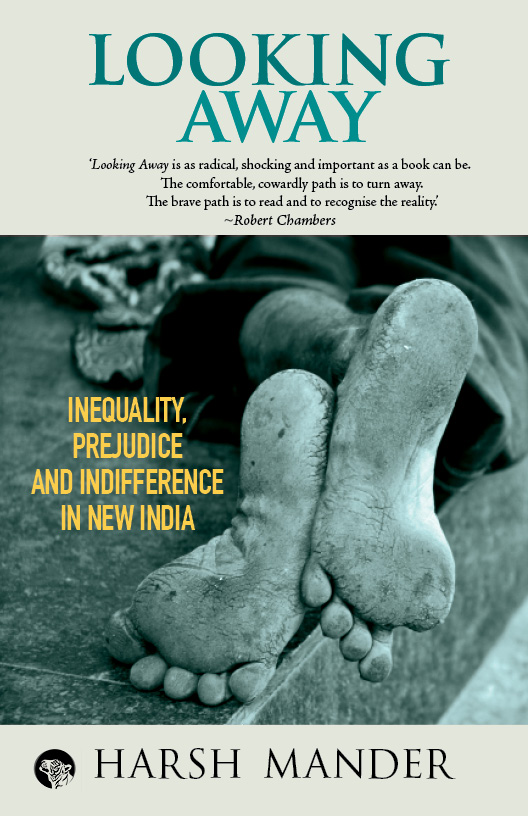 LOOKING
AWAY
‘Looking Away is as radical, shocking and important as a book can be.
The comfortable, cowardly path is to turn away.
The brave path is to read and to recognise the reality.’
~Robert Chambers
INEQUALITY,
PREJUDICE
AND INDIFFERENCE
IN NEW INDIA
HARSH MANDER